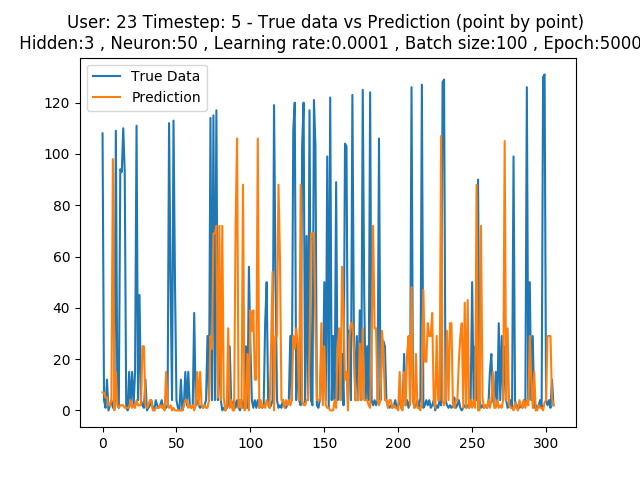 User: 23 Timestep: 5 - True data vs Prediction (point by point)
Hidden:3 , Neuron:50 , Learning rate:0.0001 , Batch size:100 , Epoch:5000
True Data
Prediction
120
100
80
60
40
20
0
0 50 100 150 200 250 300